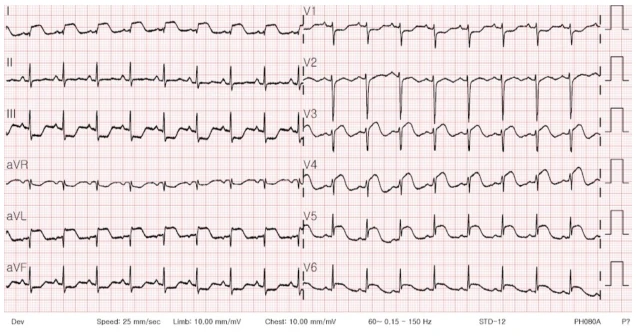 I
V1
II
V2
III
V3
aVR
V4
aVL
V5
aVF
V6
Dev Speed: 25 mm/sec Limb: 10.00 mm/mV Chest: 10.00 mm/mV 60~ 0.15 - 150 Hz STD-12 PH080A P?